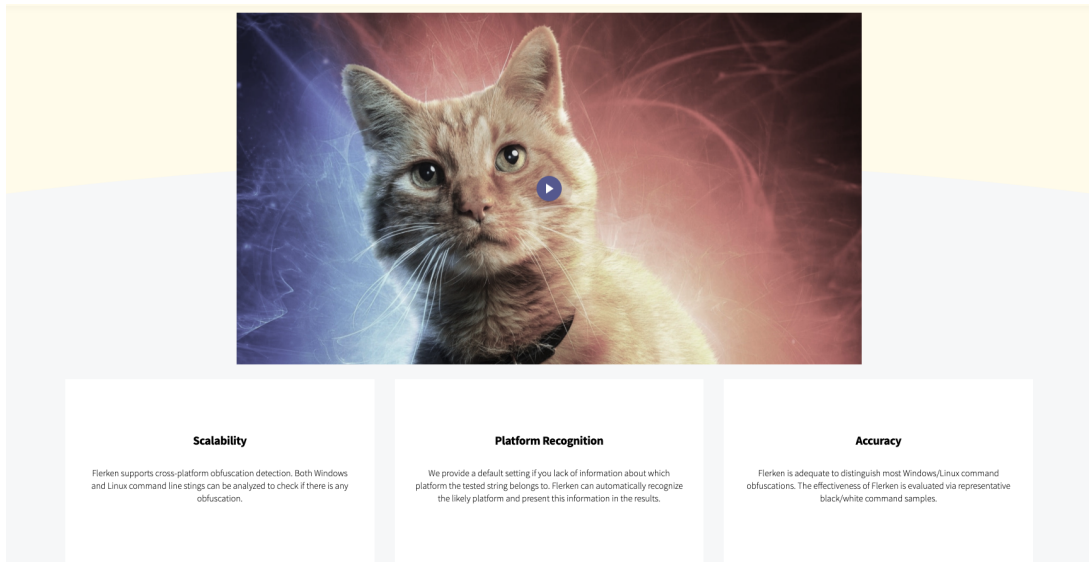 Scalability
Flerken supports cross-platform obfuscation detection. Both Windows
and Linux command line stings can be analyzed to check if there is any
obfuscation.
Platform Recognition
We provide a default setting if you lack of information about which
platform the tested string belongs to. Flerken can automatically recognize
the likely platform and present this information in the results.
Accuracy
Flerken is adequate to distinguish most Windows/Linux command
obfuscations. The effectiveness of Flerken is evaluated via representative
black/white command samples.